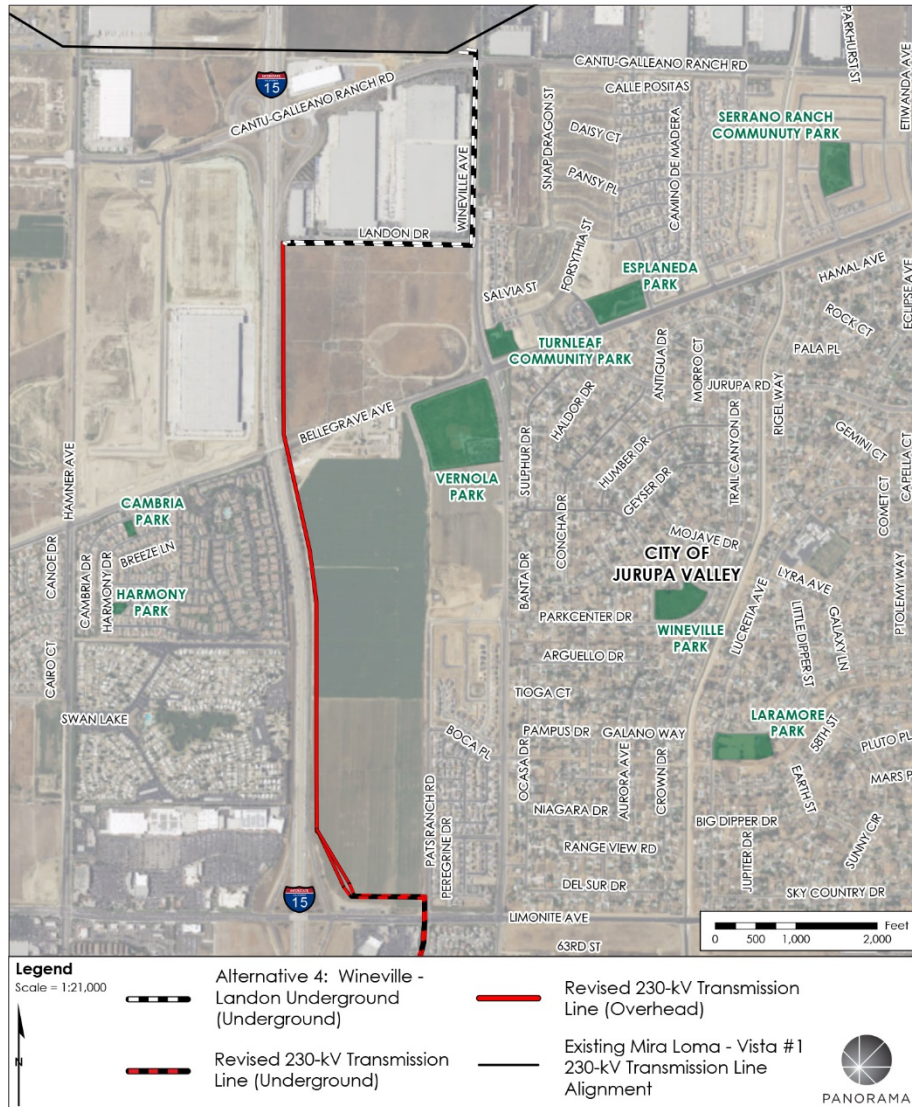 CANTU-GALLEANO RANCH RD
PARKHURST ST
ETIWANDA AVE
INTERSTATE
15
CANTU-GALLEANO RANCH RD
CALLE POSITAS
SERRANO RANCH
COMMUNUTY PARK
SNAP DRAGON ST
DAISY CT
PANSY PL
CAMINO DE MADERA
WINEVILLE AVE
LANDON DR
FORSYTHIA ST
SALVIA ST
ESPLANEDA
PARK
HAMAL AVE
ECLIPSE AVE
ROCK CT
PALA PL
TURNLEAF
COMMUNITY PARK
ANTIGUA DR
MORRO CT
JURUPA RD
RIGEL WAY
HALDOR DR
BELLEGRAVE AVE
SULPHUR DR
HUMBER DR
GEYSER DR
TRAIL CANYON DR
GEMINI CT
CAPELLA CT
HAMNER AVE
VERNOLA
PARK
CONCHA DR
COMET CT
CAMBRIA
PARK
BREEZE LN
MOJAVE DR
CITY OF
JURUPA VALLEY
CANOE DR
CAMBRIA DR
HARMONY DR
HARMONY
PARK
BANTA DR
LYRA AVE
PTOLEMY WAY
PARKCENTER DR
WINEVILLE
PARK
LUCRETIA AVE
LITTLE DIPPER ST
GALAXY LN
CAIRO CT
ARGUELLO DR
TIOGA CT
SWAN LAKE
BOCA PL
PAMPUS DR
GALANO WAY
LARAMORE
PARK
58TH ST
PLUTO PL
OCASA DR
AURORA AVE
CROWN DR
EARTH ST
MARS P
PATS RANCH RD
PEREGRINE DR
NIAGARA DR
BIG DIPPER DR
JUPITER DR
SUNNY CIR
RANGE VIEW RD
DEL SUR DR
SKY COUNTRY DR
INTERSTATE
15
LIMONITE AVE
63RD ST
Feet
0 500 1,000 2,000
Legend
Scale = 1:21,000
N
Alternative 4: Wineville -
Landon Underground
(Underground)
Revised 230-kV Transmission
Line (Underground)
Revised 230-kV Transmission
Line (Overhead)
Existing Mira Loma - Vista #1
230-kV Transmission Line
Alignment
PANORAMA